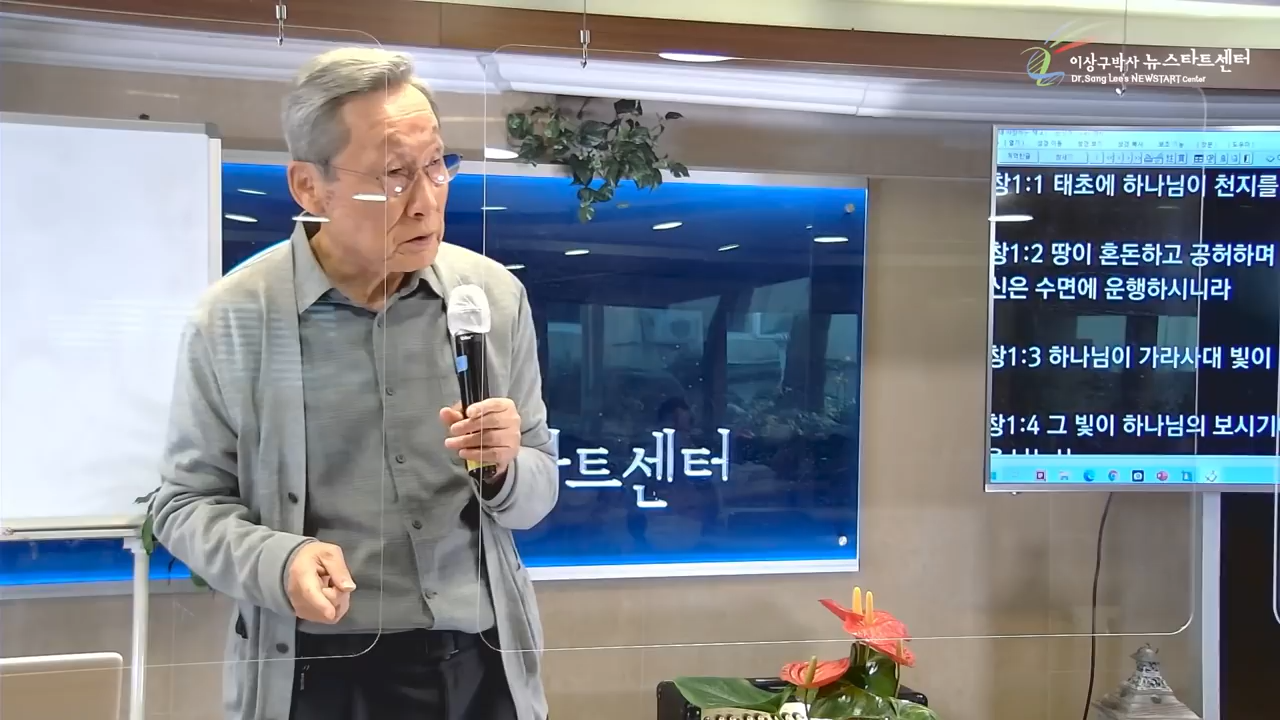 이상구박사 뉴스타트센터
Dr.Sang Lee's NEWSTART Center
창1:1 태초에 하나님이 천지를
창1:2 땅이 혼돈하고 공허하며
신은 수면에 운행하시니라
창1:3 하나님이 가라사대 빛이
창1:4 그 빛이 하나님의 보시기
트센터